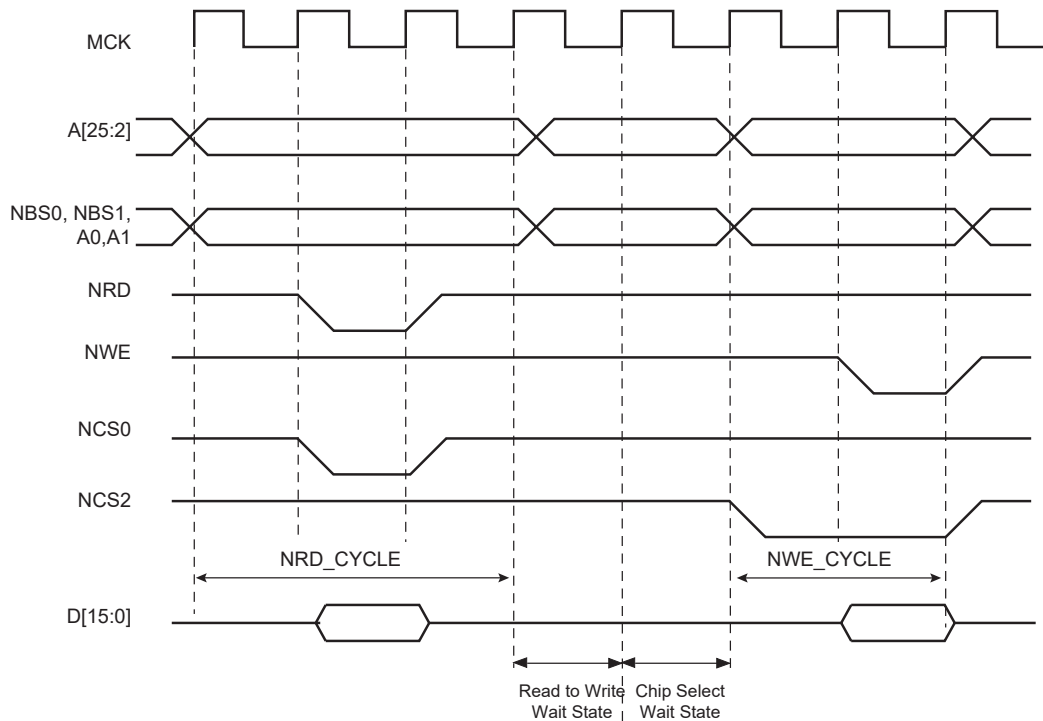 MCK
A[25:2]
NBS0, NBS1,
A0,A1
NRD
NWE
NCS0
NCS2
NRD_CYCLE
NWE_CYCLE
D[15:0]
Read to Write
Wait State
Chip Select
Wait State